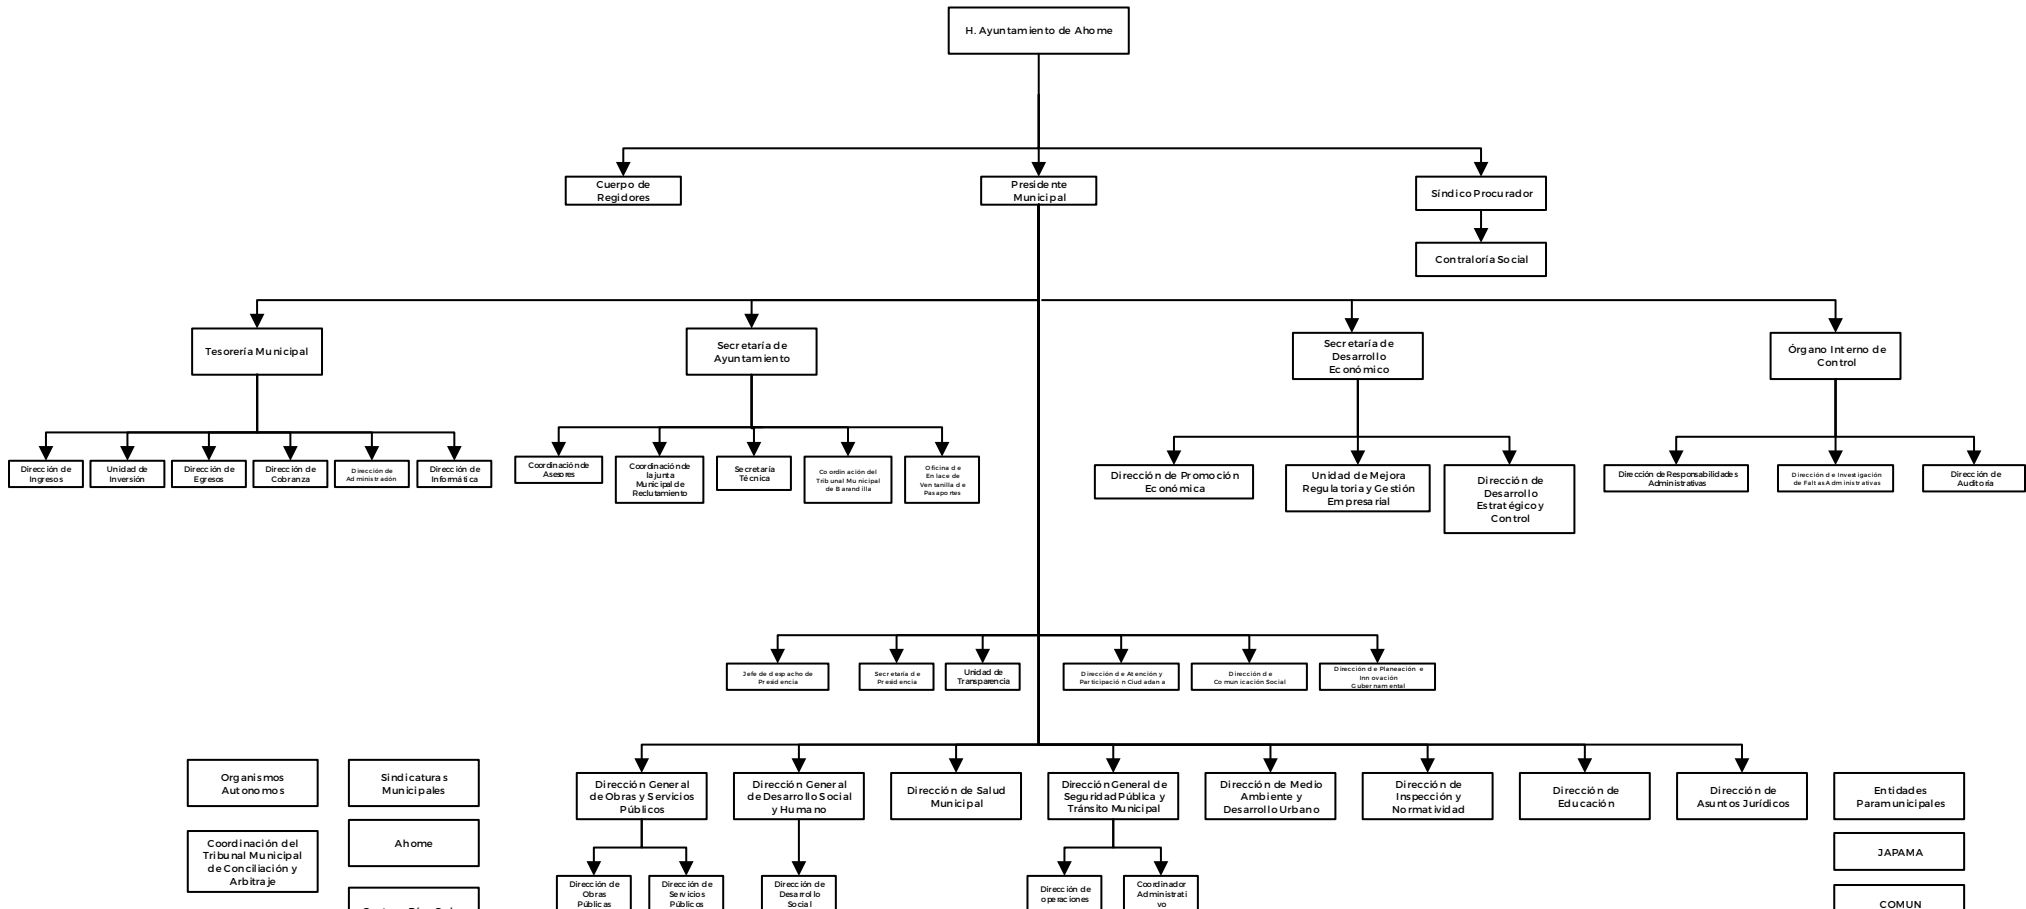 H. Ayuntamiento de Ahome
Cuerpo de
Regidores
Presidente
Municipal
Síndico Procurador
Contraloría Social
Tesorería Municipal
Secretaría de
Ayuntamiento
Secretaría de
Desarrollo
Económico
Órgano Interno de
Control
Dirección de
Ingresos
Unidad de
Inversión
Dirección de
Egresos
Dirección de
Cobranza
Dirección de
Administración
Dirección de
Informática
Coordinación de
Asesores
Coordinación de
la junta
Municipal de
Reclutamiento
Secretaría
Técnica
Coordinación del
Tribunal Municipal
de Barandilla
Oficina de
Enlace de
Ventanilla de
Pasaportes
Dirección de Promoción
Económica
Unidad de Mejora
Regulatoria y Gestión
Empresarial
Dirección de
Desarrollo
Estratégico y
Control
Dirección de Responsabilidades
Administrativas
Dirección de Investigación
de Faltas Administrativas
Dirección de
Auditoría
Jefe de despacho de
Presidencia
Secretaría de
Presidencia
Unidad de
Transparencia
Dirección de Atención y
Participación Ciudadana
Dirección de
Comunicación Social
Dirección de Planeación e
Innovación
Gubernamental
Organismos
Autonomos
Sindicaturas
Municipales
Dirección General
de Obras y Servicios
Públicos
Dirección General
de Desarrollo Social
y Humano
Dirección de Salud
Municipal
Dirección General de
Seguridad Pública y
Tránsito Municipal
Dirección de Medio
Ambiente y
Desarrollo Urbano
Dirección de
Inspección y
Normatividad
Dirección de
Educación
Dirección de
Asuntos Jurídicos
Entidades
Paramunicipales
Coordinación del
Tribunal Municipal
de Conciliación y
Arbitraje
Ahome
JAPAMA
Dirección de
Obras
Públicas
Dirección de
Servicios
Públicos
Dirección de
Desarrollo
Social
Dirección de
operaciones
Coordinador
Administrati
vo
COMUN